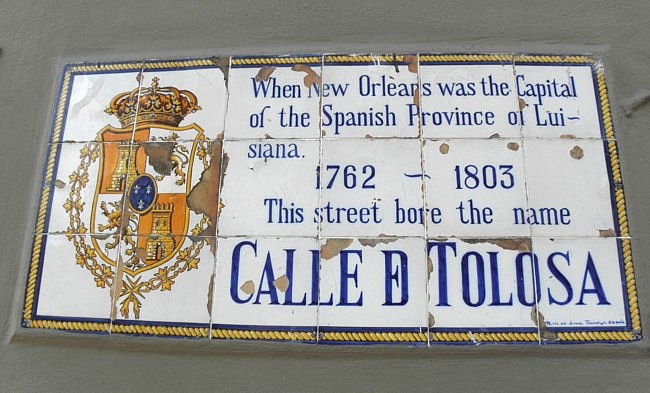 When New Orleans was the Capital
of the Spanish Province of Lui-
siana.
1762 ~ 1803
This street bore the name
CALLE D TOLOSA